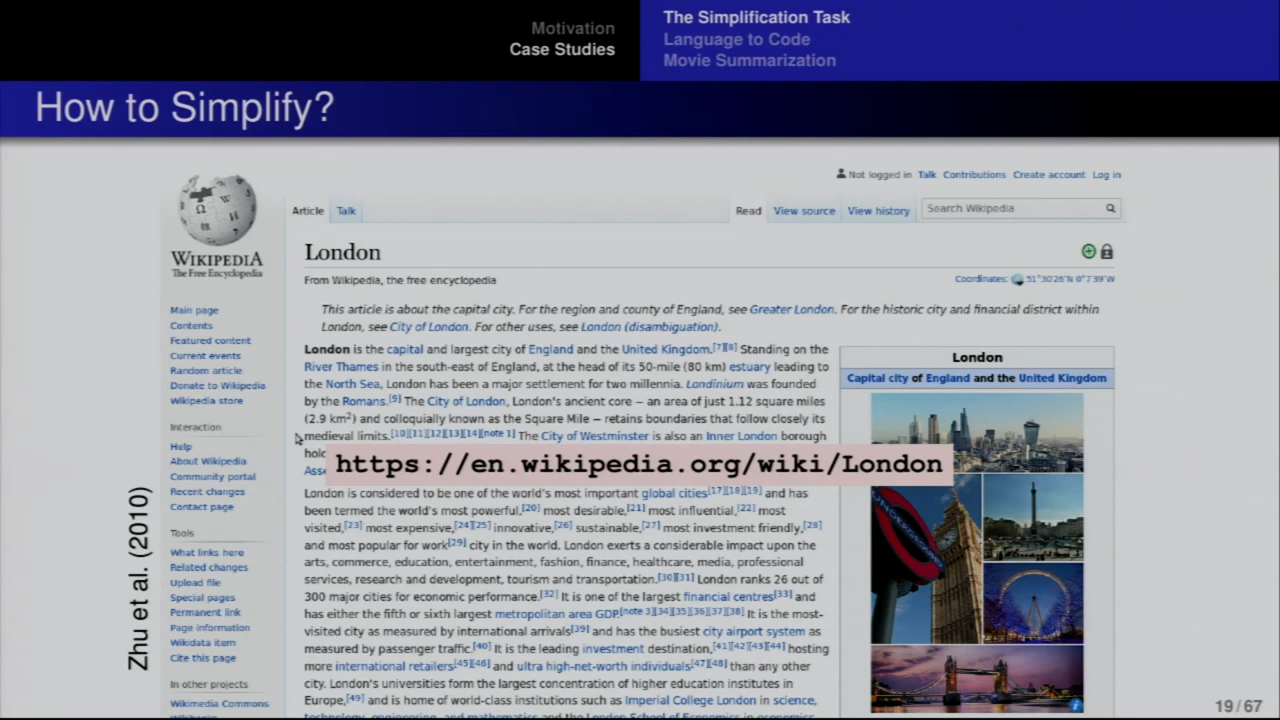 Motivation
Case Studies
The Simplification Task
Language to Code
Movie Summarization
How to Simplify?
Zhu et al. (2010)
WIKIPEDIA
The Free Encyclopedia
Main page
Contents
Featured content
Current events
Random article
Donate to Wikipedia
Wikipedia store
Interaction
Help
About Wikipedia
Community portal
Recent changes
Contact page
Tools
What links here
Related changes
Upload file
Special pages
Permanent link
Page information
Wikidata item
Cite this page
In other projects
Wikimedia Commons
Not logged in Talk Contributions Create account Log in
Article Talk
Read View source View history Search Wikipedia
London
From Wikipedia, the free encyclopedia
Coordinates: 51°30′26″N 0°7′39″W
This article is about the capital city. For the region and county of England, see Greater London. For the historic city and financial district within
London, see City of London. For other uses, see London (disambiguation).
London is the capital and largest city of England and the United Kingdom.[7][8] Standing on the
River Thames in the south-east of England, at the head of its 50-mile (80 km) estuary leading to
the North Sea, London has been a major settlement for two millennia. Londinium was founded
by the Romans.[9] The City of London, London's ancient core – an area of just 1.12 square miles
(2.9 km²) and colloquially known as the Square Mile – retains boundaries that follow closely its
medieval limits.[10][11][12][13][14][note 1] The City of Westminster is also an Inner London borough
https://en.wikipedia.org/wiki/London
London is considered to be one of the world's most important global cities[17][18][19] and has
been termed the world's most powerful,[20] most desirable,[21] most influential,[22] most
visited,[23] most expensive,[24][25] innovative,[26] sustainable,[27] most investment friendly,[28]
and most popular for work[29] city in the world. London exerts a considerable impact upon the
arts, commerce, education, entertainment, fashion, finance, healthcare, media, professional
services, research and development, tourism and transportation.[30][31] London ranks 26 out of
300 major cities for economic performance.[32] It is one of the largest financial centres[33] and
has either the fifth or sixth largest metropolitan area GDP.[note 3][34][35][36][37][38] It is the most-
visited city as measured by international arrivals[39] and has the busiest city airport system as
measured by passenger traffic.[40] It is the leading investment destination,[41][42][43][44] hosting
more international retailers[45][46] and ultra high-net-worth individuals[47][48] than any other
city. London's universities form the largest concentration of higher education institutes in
Europe,[49] and is home of world-class institutions such as Imperial College London in science,
technology, engineering, and mathematics and the London School of Economics in economics,
London
Capital city of England and the United Kingdom
UNDERGROUND
19/67